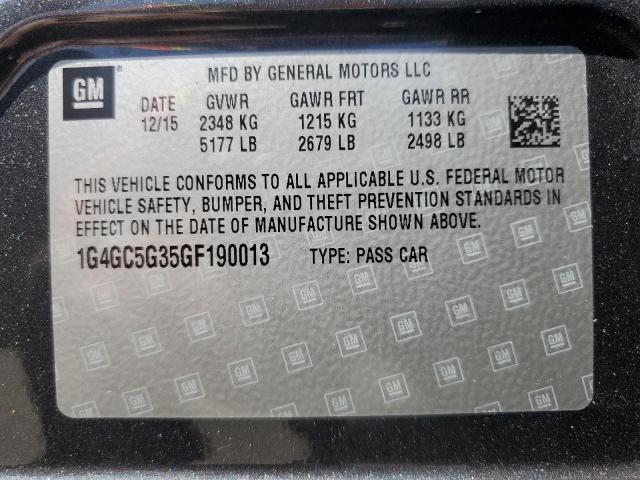 GM ® MFD BY GENERAL MOTORS LLC
DATE GVWR GAWR FRT GAWR RR
12/15 2348 KG 1215 KG 1133 KG
5177 LB 2679 LB 2498 LB
THIS VEHICLE CONFORMS TO ALL APPLICABLE U.S. FEDERAL MOTOR
VEHICLE SAFETY, BUMPER, AND THEFT PREVENTION STANDARDS IN
EFFECT ON THE DATE OF MANUFACTURE SHOWN ABOVE.
1G4GC5G35GF190013 TYPE: PASS CAR